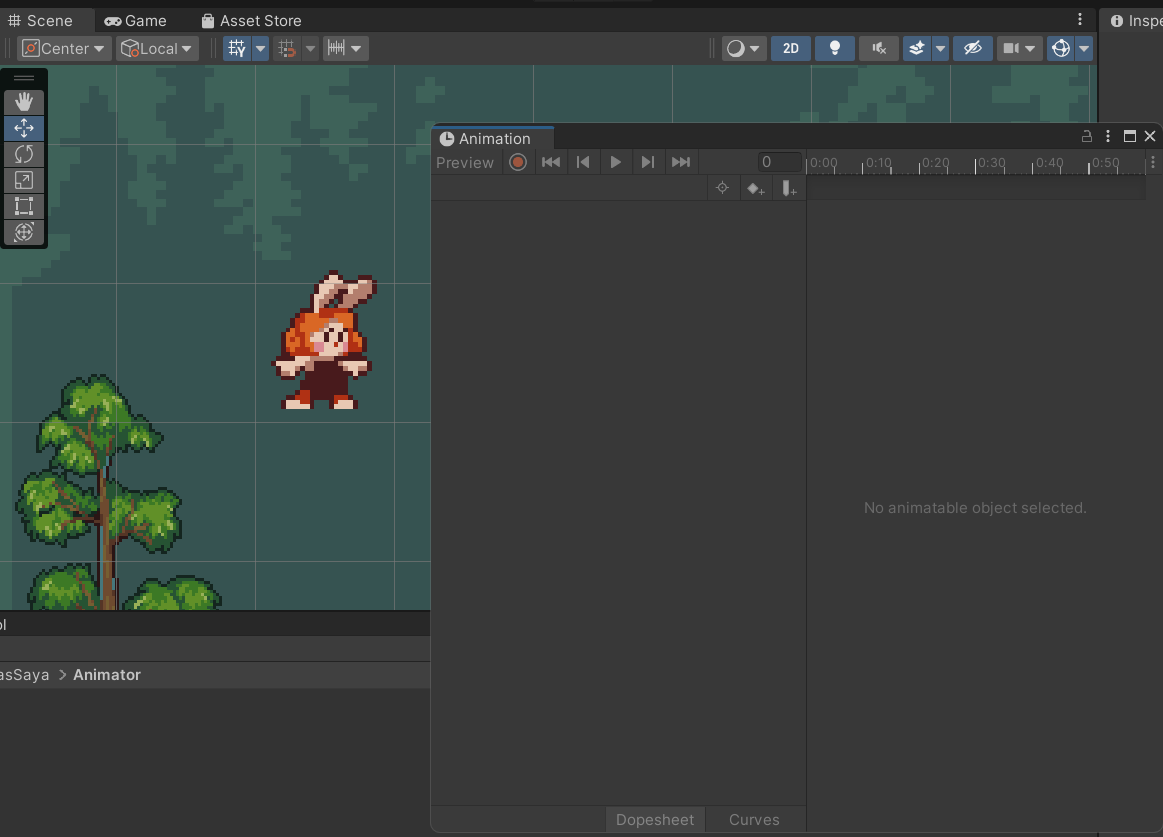 Scene Game Asset Store Inspe
Center Local 2D
Animation
Preview 0 0:00 0:10 0:20 0:30 0:40 0:50
No animatable object selected.
ol
asSaya > Animator
Dopesheet Curves